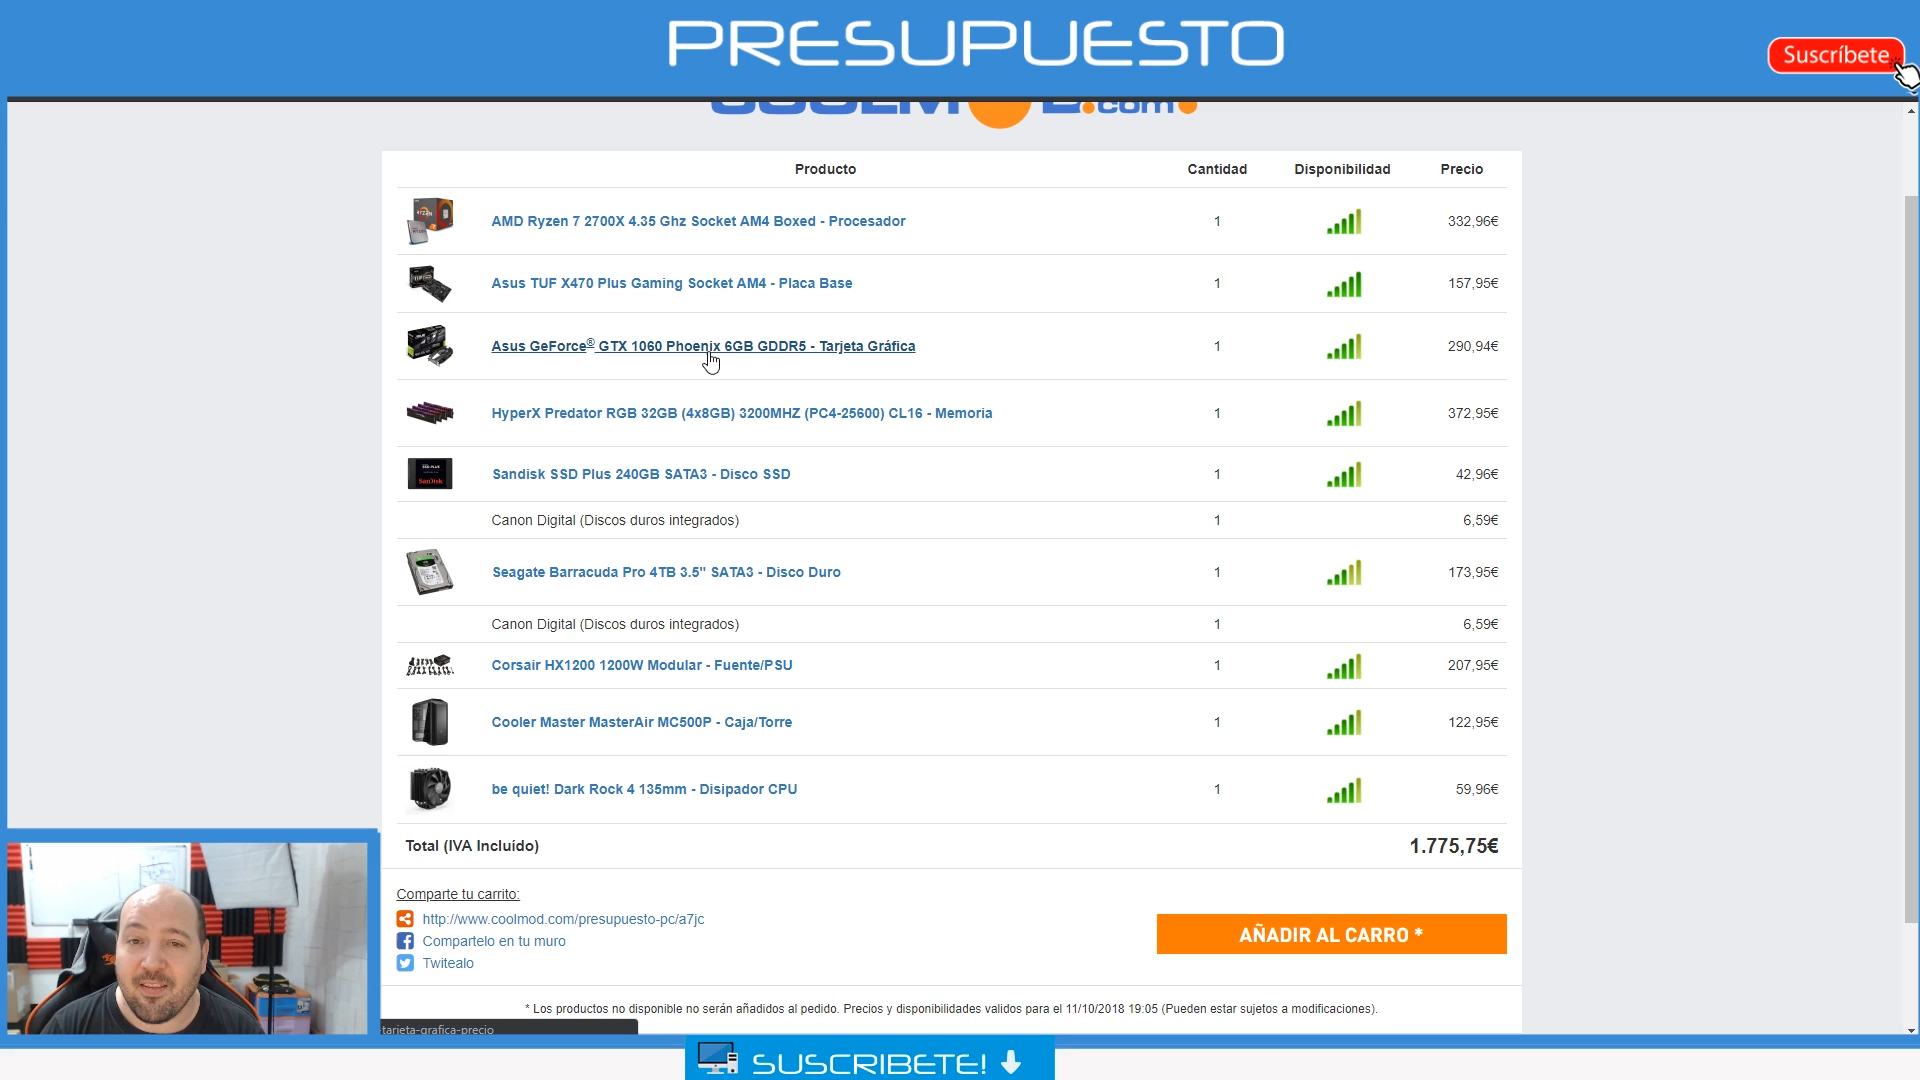 PRESUPUESTO
Suscríbete
COOLMOD.com
Producto Cantidad Disponibilidad Precio
AMD Ryzen 7 2700X 4.35 Ghz Socket AM4 Boxed - Procesador 1 332,96€
Asus TUF X470 Plus Gaming Socket AM4 - Placa Base 1 157,95€
Asus GeForce® GTX 1060 Phoenix 6GB GDDR5 - Tarjeta Gráfica 1 290,94€
HyperX Predator RGB 32GB (4x8GB) 3200MHZ (PC4-25600) CL16 - Memoria 1 372,95€
SanDisk
Sandisk SSD Plus 240GB SATA3 - Disco SSD 1 42,96€
Canon Digital (Discos duros integrados) 1 6,59€
Seagate Barracuda Pro 4TB 3.5" SATA3 - Disco Duro 1 173,95€
Canon Digital (Discos duros integrados) 1 6,59€
Corsair HX1200 1200W Modular - Fuente/PSU 1 207,95€
Cooler Master MasterAir MC500P - Caja/Torre 1 122,95€
be quiet! Dark Rock 4 135mm - Disipador CPU 1 59,96€
Total (IVA Incluído) 1.775,75€
Comparte tu carrito:
http://www.coolmod.com/presupuesto-pc/a7jc
Compartelo en tu muro
Twitealo
AÑADIR AL CARRO *
* Los productos no disponible no serán añadidos al pedido. Precios y disponibilidades validos para el 11/10/2018 19:05 (Pueden estar sujetos a modificaciones).
-tarjeta-grafica-precio
SUSCRIBETE!